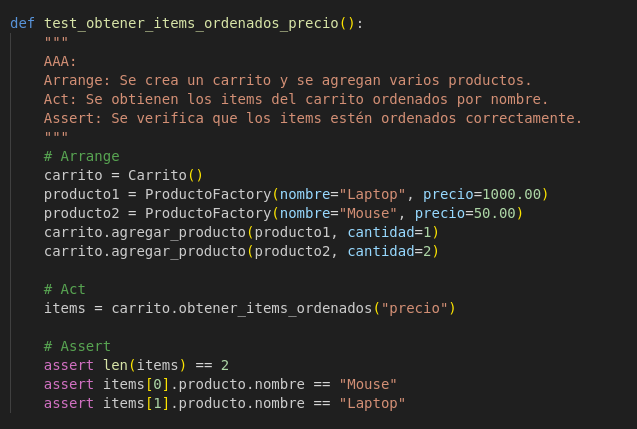 def test_obtener_items_ordenados_precio():
    """
    AAA:
    Arrange: Se crea un carrito y se agregan varios productos.
    Act: Se obtienen los items del carrito ordenados por nombre.
    Assert: Se verifica que los items estén ordenados correctamente.
    """
    # Arrange
    carrito = Carrito()
    producto1 = ProductoFactory(nombre="Laptop", precio=1000.00)
    producto2 = ProductoFactory(nombre="Mouse", precio=50.00)
    carrito.agregar_producto(producto1, cantidad=1)
    carrito.agregar_producto(producto2, cantidad=2)

    # Act
    items = carrito.obtener_items_ordenados("precio")

    # Assert
    assert len(items) == 2
    assert items[0].producto.nombre == "Mouse"
    assert items[1].producto.nombre == "Laptop"